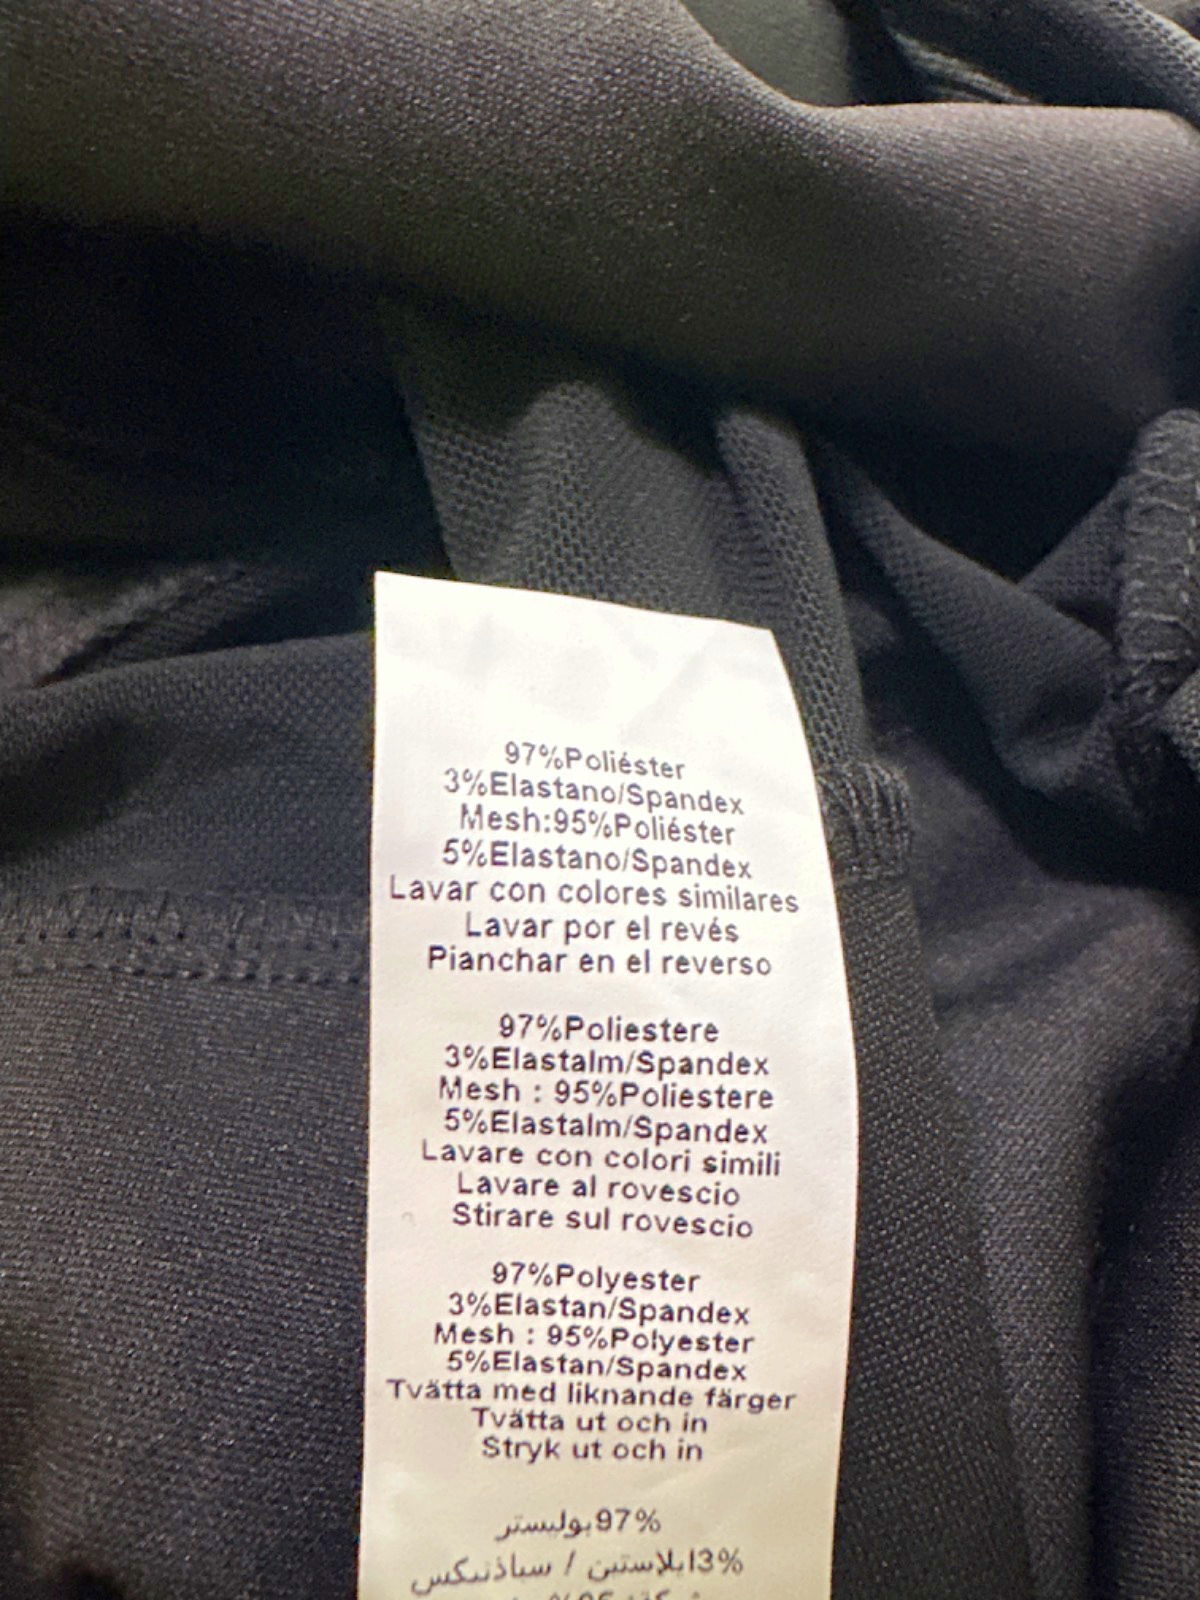 97%Poliéster
3%Elastano/Spandex
Mesh:95%Poliéster
5%Elastano/Spandex
Lavar con colores similares
Lavar por el revés
Pianchar en el reverso
97%Poliestere
3%Elastalm/Spandex
Mesh : 95%Poliestere
5%Elastalm/Spandex
Lavare con colori simili
Lavare al rovescio
Stirare sul rovescio
97%Polyester
3%Elastan/Spandex
Mesh : 95%Polyester
5%Elastan/Spandex
Tvätta med liknande färger
Tvätta ut och in
Stryk ut och in
97%بوليستر
3%ايلاستين / سباذنيكس